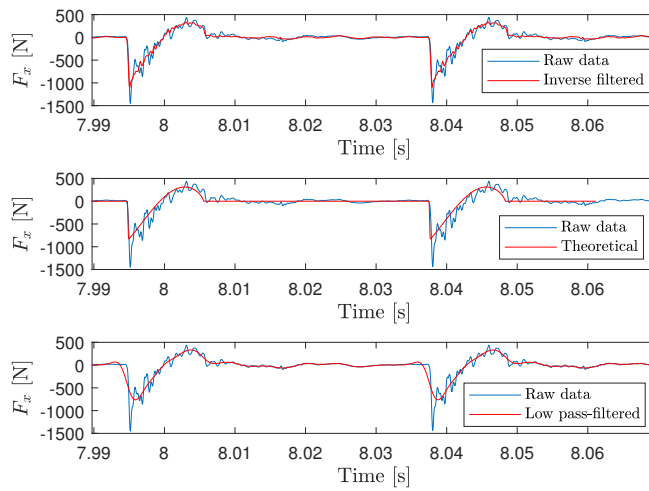 500
0
-500
-1000
-1500
F_x [N]
Raw data
Inverse filtered
7.99 8 8.01 8.02 8.03 8.04 8.05 8.06
Time [s]
500
0
-500
-1000
-1500
F_x [N]
Raw data
Theoretical
7.99 8 8.01 8.02 8.03 8.04 8.05 8.06
Time [s]
500
0
-500
-1000
-1500
F_x [N]
Raw data
Low pass-filtered
7.99 8 8.01 8.02 8.03 8.04 8.05 8.06
Time [s]